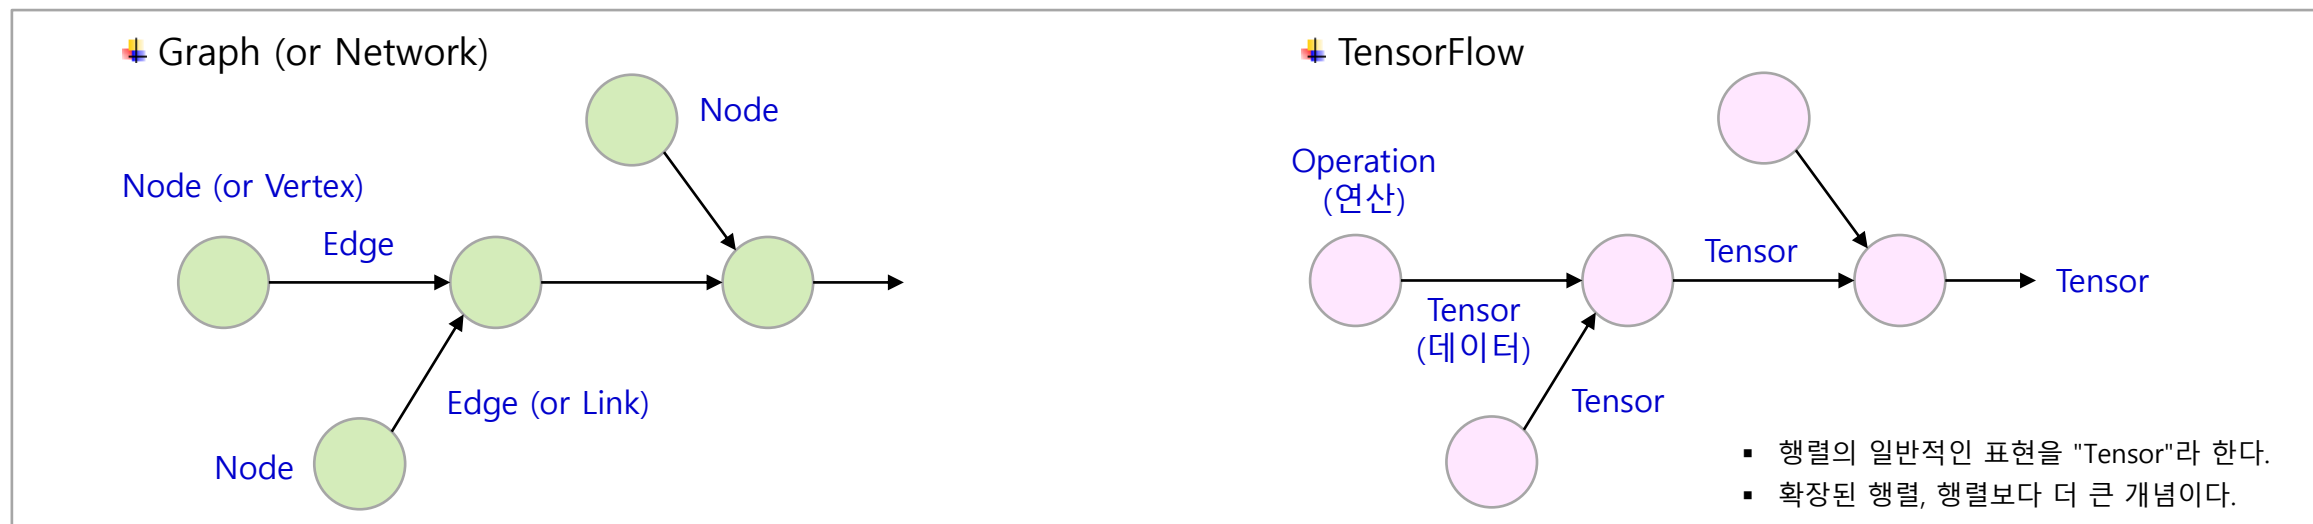 Graph (or Network)
Node
Node (or Vertex)
Edge
Edge (or Link)
Node
TensorFlow
Operation
(연산)
Tensor
Tensor
Tensor
(데이터)
Tensor
▪ 행렬의 일반적인 표현을 "Tensor"라 한다.
▪ 확장된 행렬, 행렬보다 더 큰 개념이다.